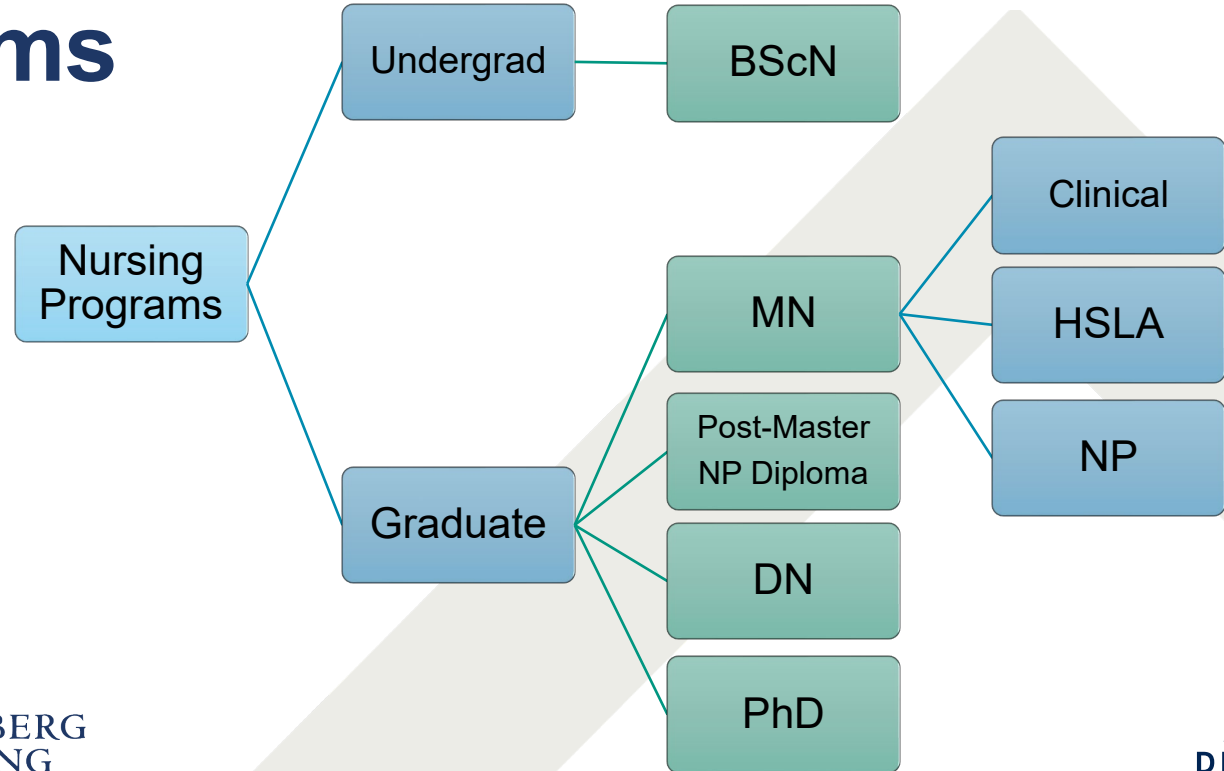 ms
Undergrad
BScN
Nursing
Programs
Graduate
MN
Post-Master
NP Diploma
DN
PhD
Clinical
HSLA
NP
BERG
NG